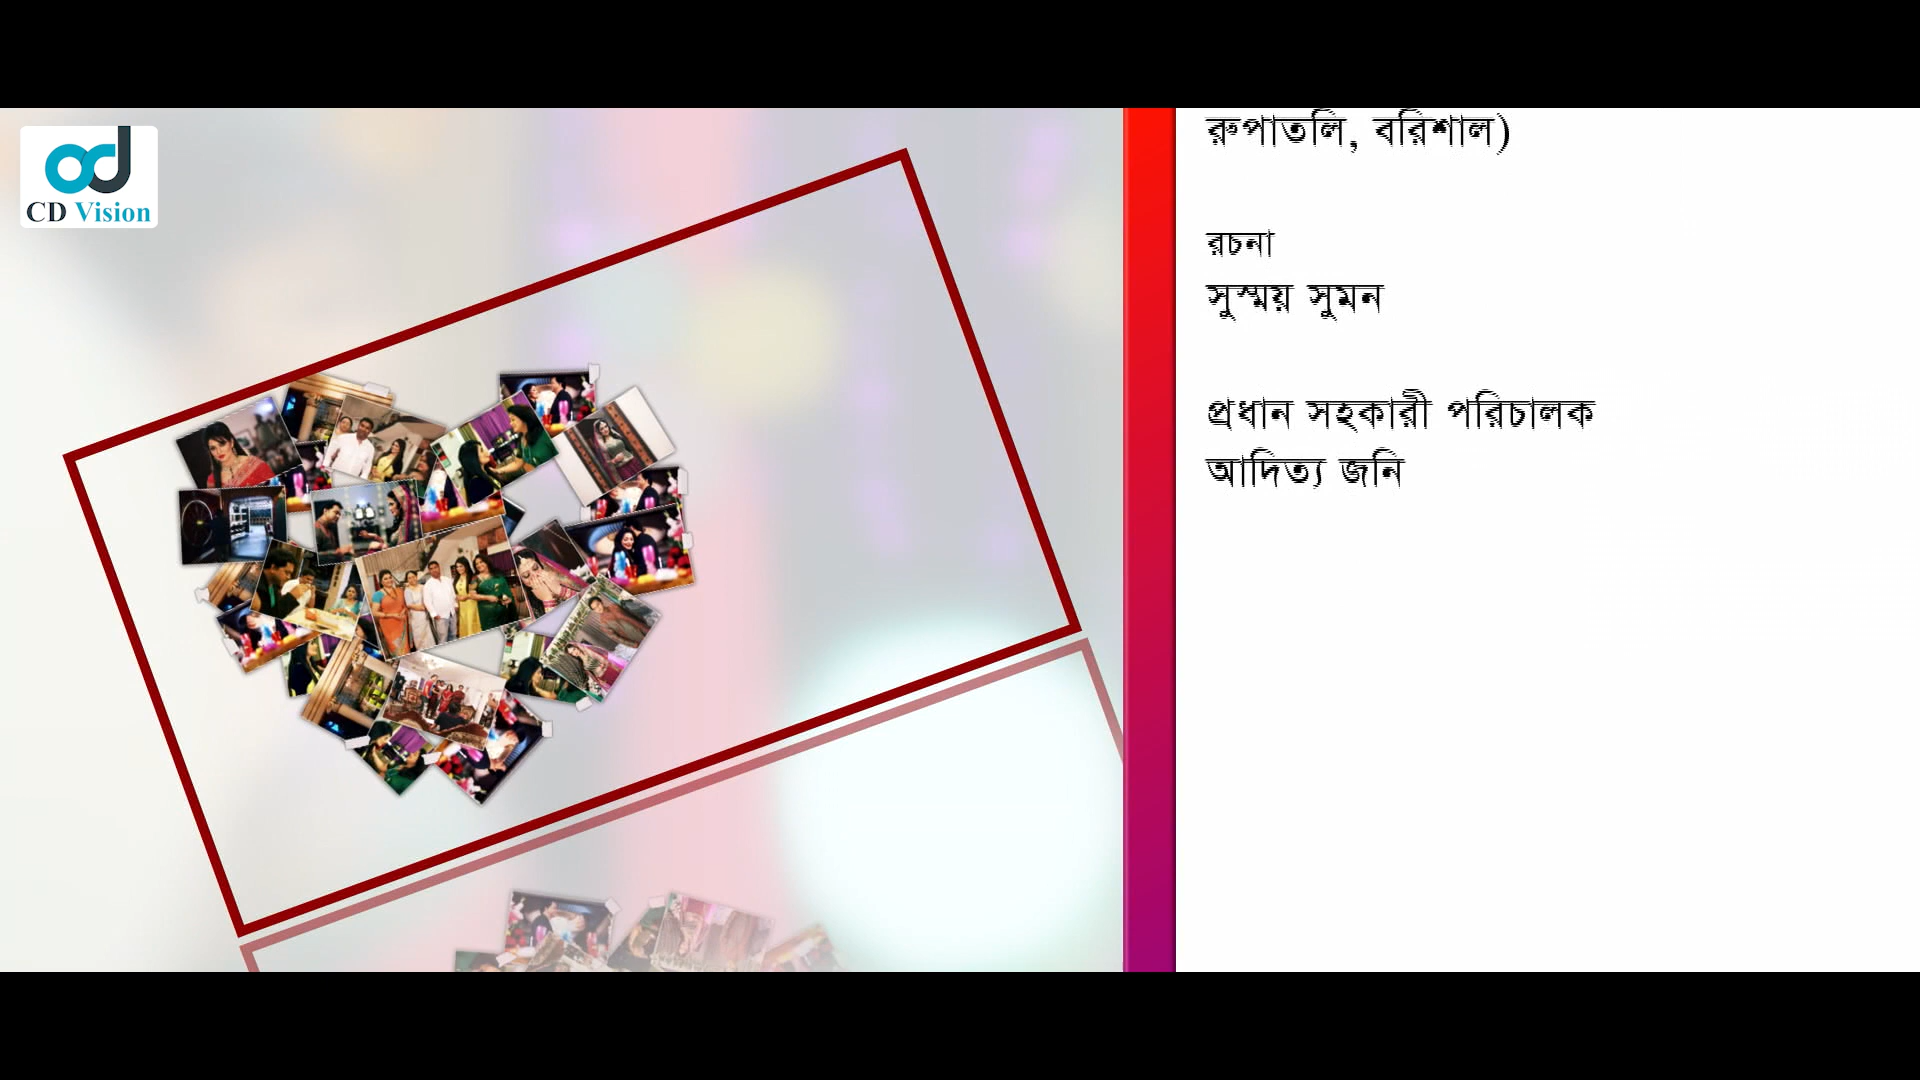 CD Vision
রুপাতলি, বরিশাল)
রচনা
সুস্ময় সুমন
প্রধান সহকারী পরিচালক
আদিত্য জনি